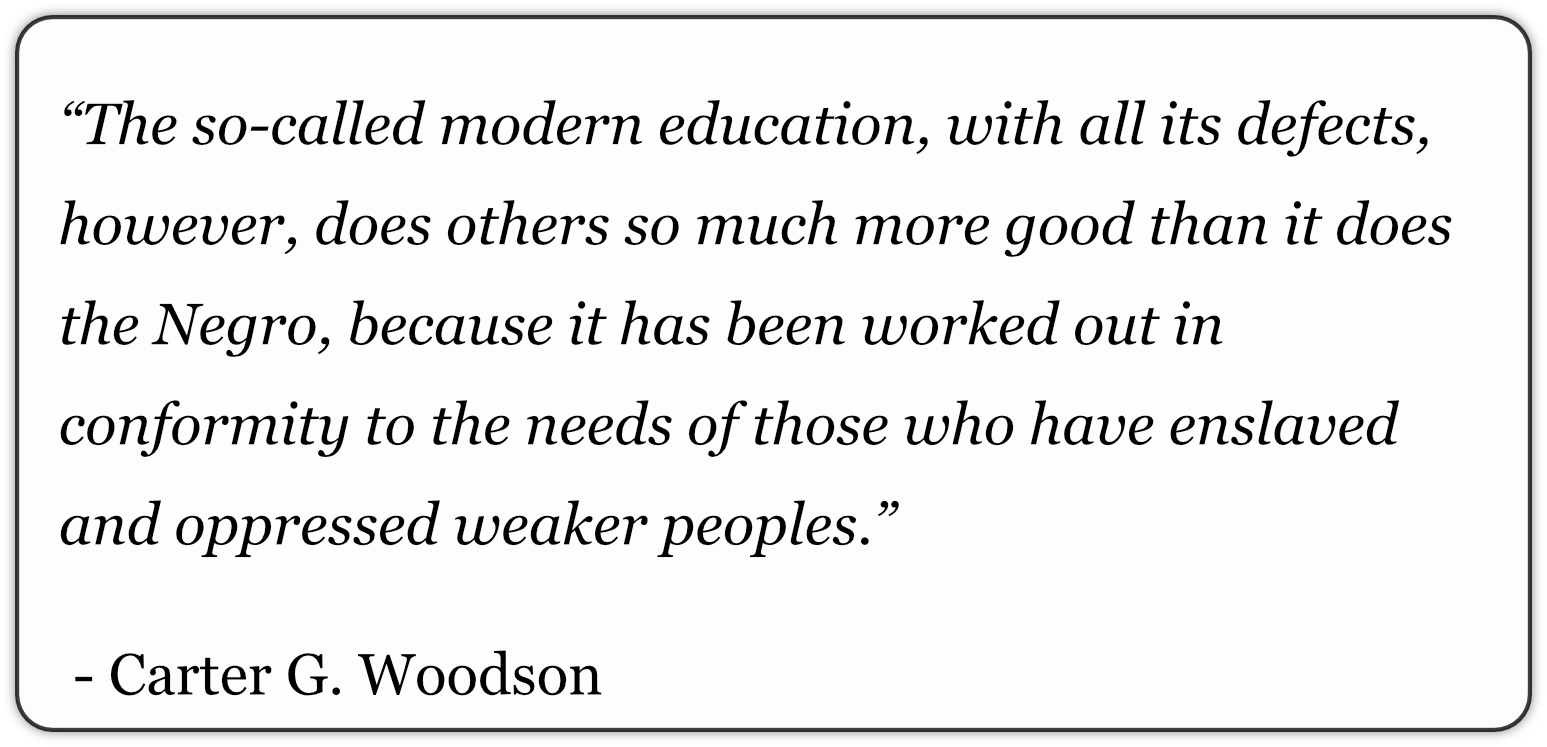 “The so-called modern education, with all its defects,
however, does others so much more good than it does
the Negro, because it has been worked out in
conformity to the needs of those who have enslaved
and oppressed weaker peoples.”
- Carter G. Woodson